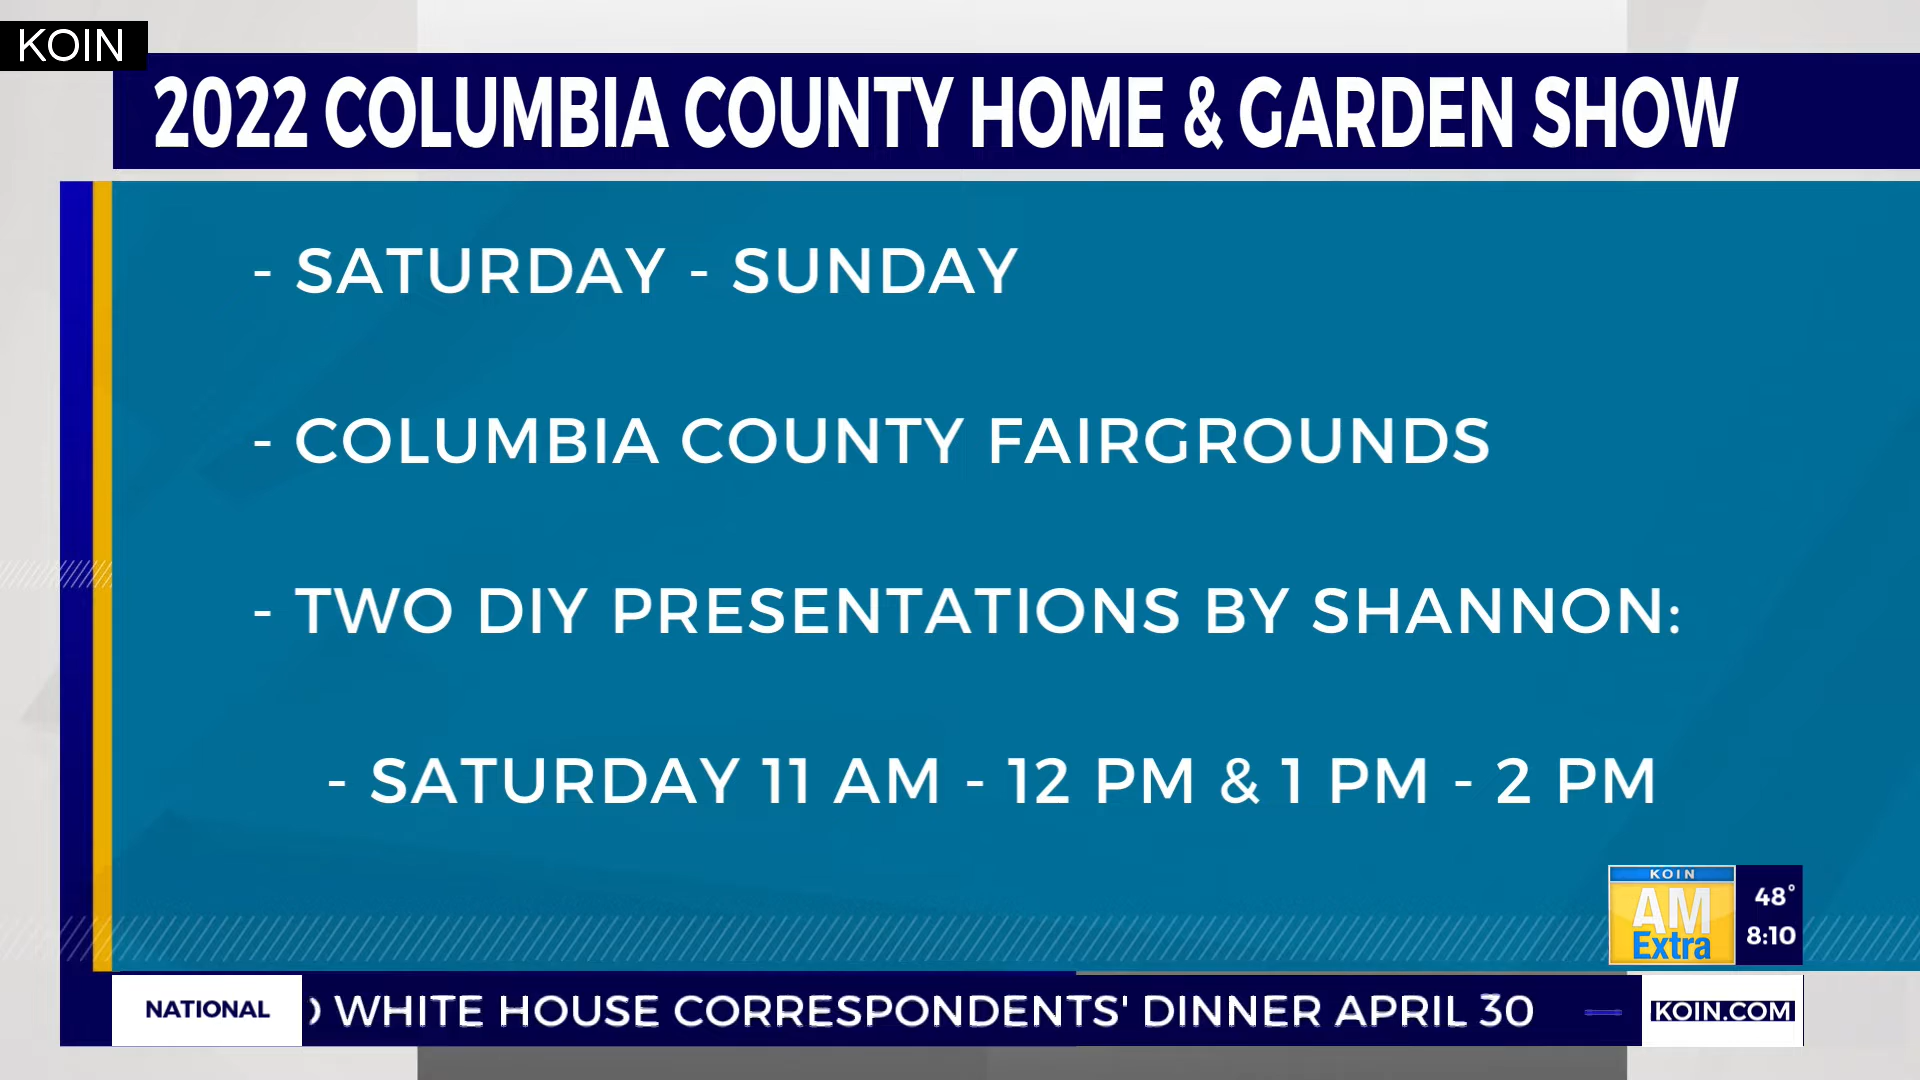 KOIN
2022 COLUMBIA COUNTY HOME & GARDEN SHOW
- SATURDAY - SUNDAY
- COLUMBIA COUNTY FAIRGROUNDS
- TWO DIY PRESENTATIONS BY SHANNON:
- SATURDAY 11 AM - 12 PM & 1 PM - 2 PM
KOIN
AM
Extra
48°
8:10
NATIONAL
WHITE HOUSE CORRESPONDENTS' DINNER APRIL 30
KOIN.COM